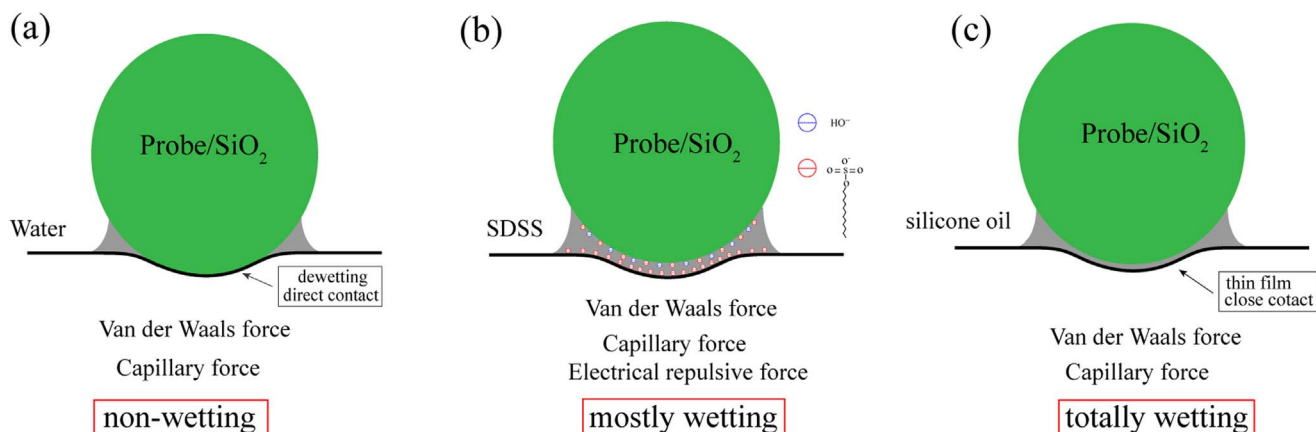 (a)
Probe/SiO₂
Water
dewetting
direct contact
Van der Waals force
Capillary force
non-wetting
(b)
Probe/SiO₂
HO⁻
O⁻
O=S=O
O
SDSS
Van der Waals force
Capillary force
Electrical repulsive force
mostly wetting
(c)
Probe/SiO₂
silicone oil
thin film
close cotact
Van der Waals force
Capillary force
totally wetting